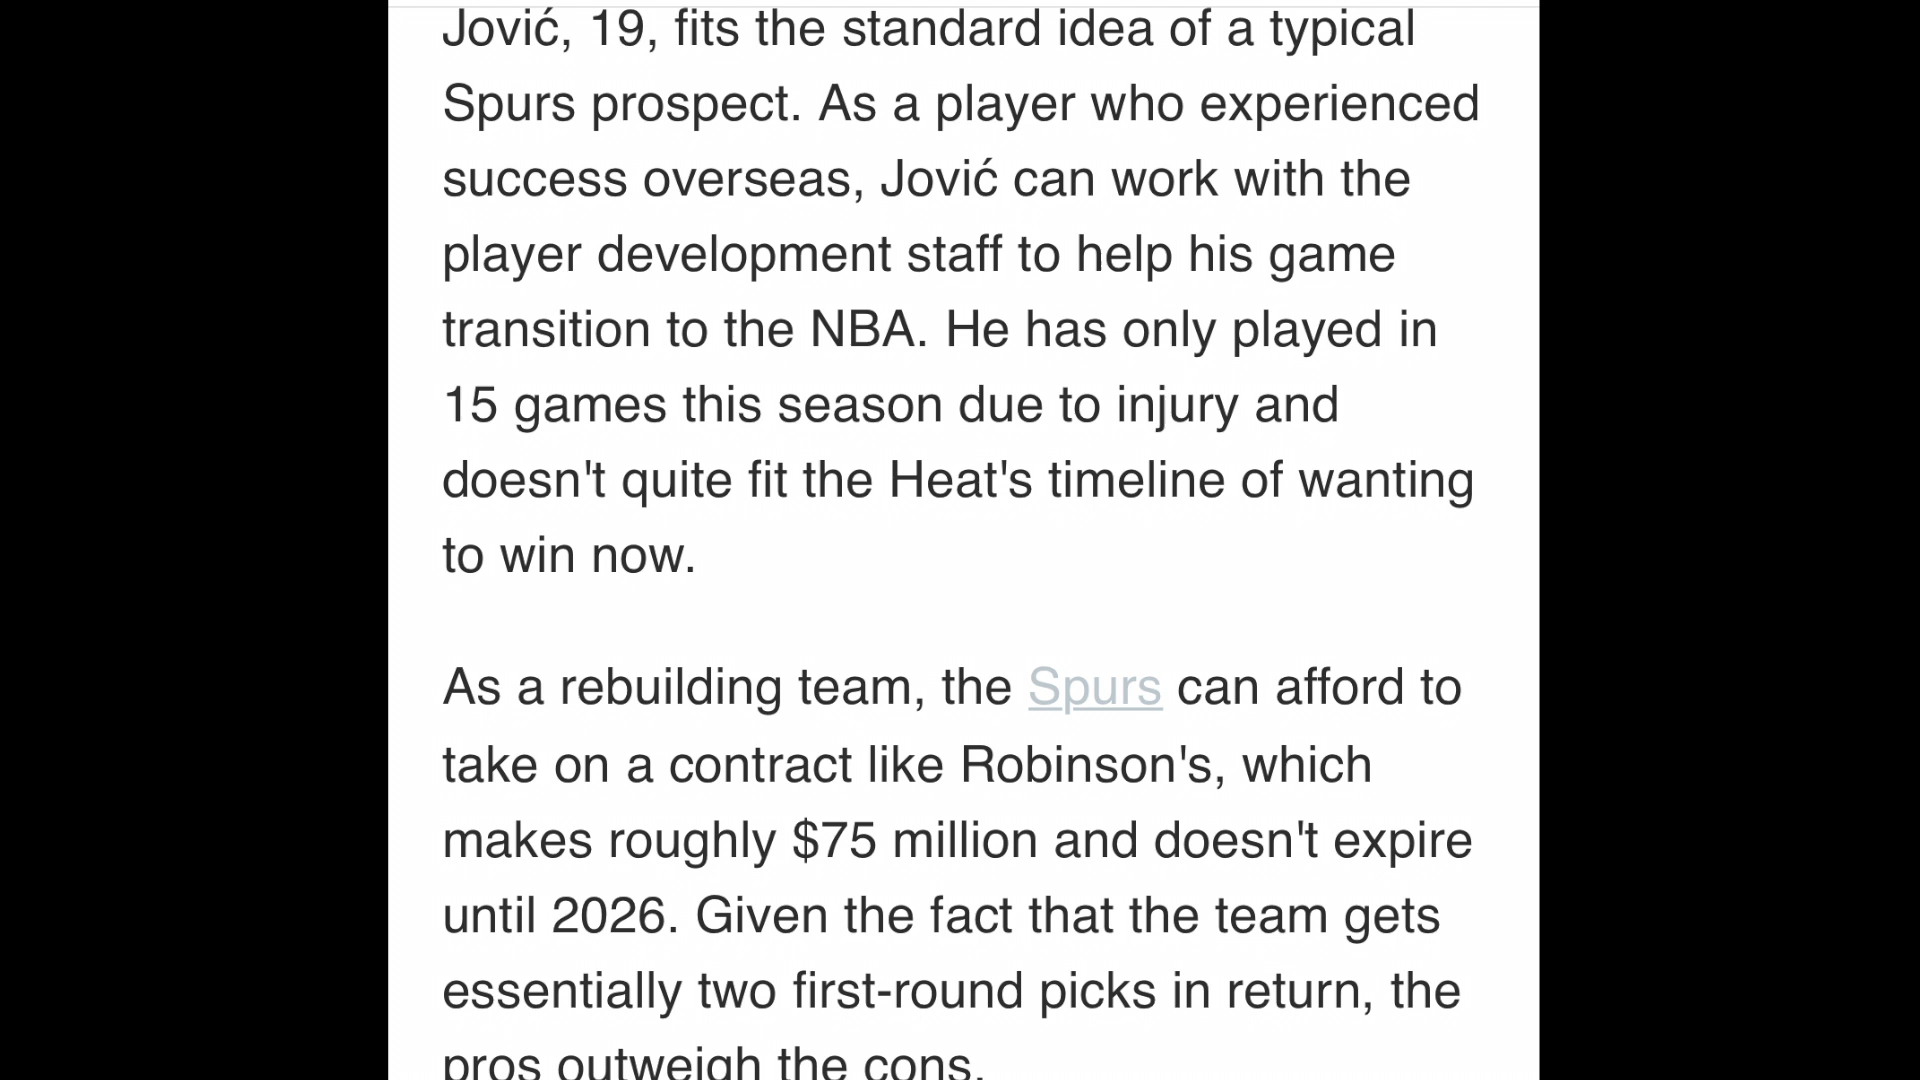 Jović, 19, fits the standard idea of a typical
Spurs prospect. As a player who experienced
success overseas, Jović can work with the
player development staff to help his game
transition to the NBA. He has only played in
15 games this season due to injury and
doesn't quite fit the Heat's timeline of wanting
to win now.
As a rebuilding team, the Spurs can afford to
take on a contract like Robinson's, which
makes roughly $75 million and doesn't expire
until 2026. Given the fact that the team gets
essentially two first-round picks in return, the
pros outweigh the cons.